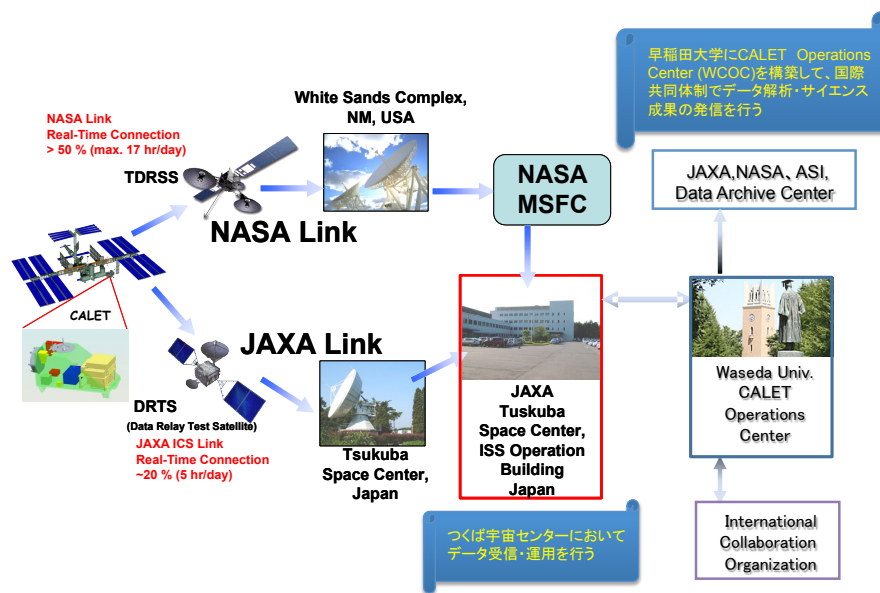 早稲田大学にCALET Operations
Center (WCOC)を構築して、国際
共同体制でデータ解析・サイエンス
成果の発信を行う
White Sands Complex,
NM, USA
NASA Link
Real-Time Connection
> 50 % (max. 17 hr/day)
TDRSS
NASA
MSFC
JAXA,NASA、ASI,
Data Archive Center
NASA Link
CALET
JAXA Link
DRTS
(Data Relay Test Satellite)
JAXA ICS Link
Real-Time Connection
~20 % (5 hr/day)
Tsukuba
Space Center,
Japan
JAXA
Tuskuba
Space Center,
ISS Operation
Building
Japan
Waseda Univ.
CALET
Operations
Center
つくば宇宙センターにおいて
データ受信・運用を行う
International
Collaboration
Organization